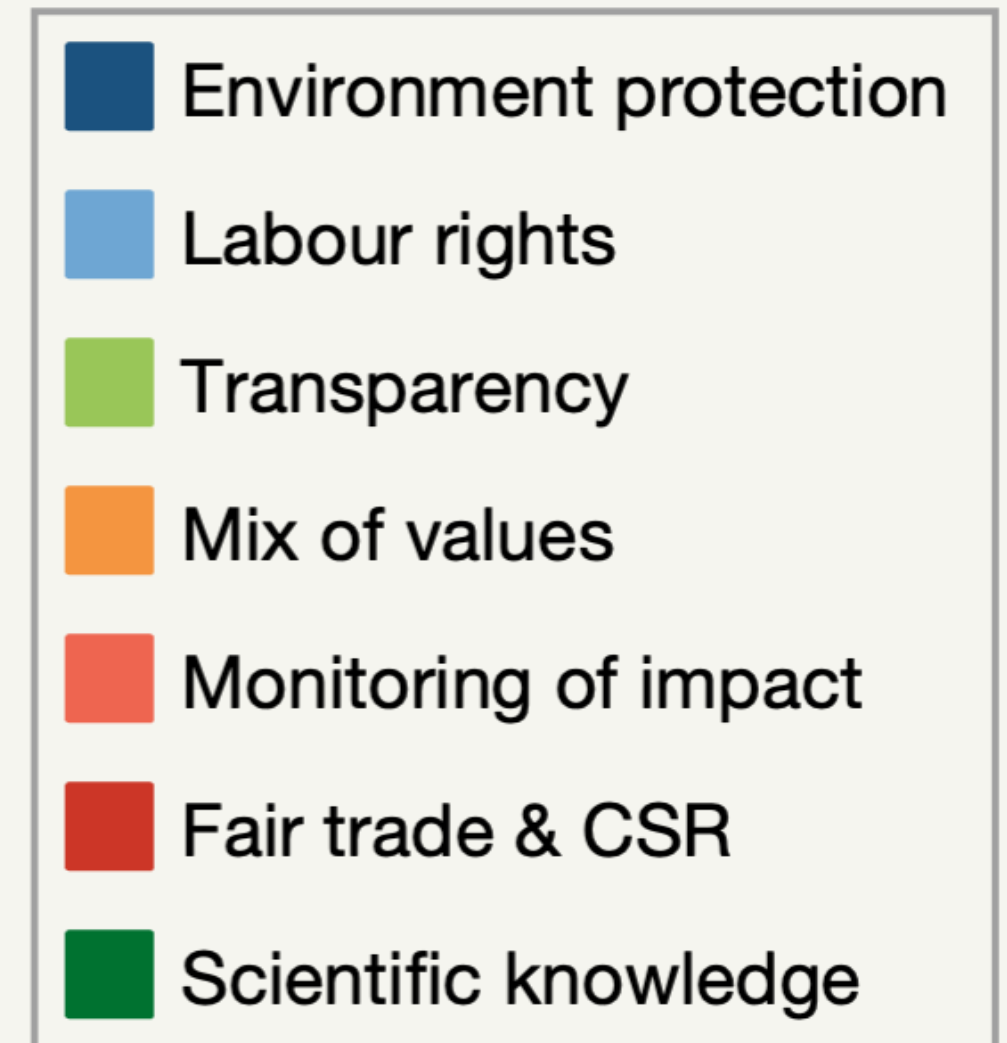 Environment protection
Labour rights
Transparency
Mix of values
Monitoring of impact
Fair trade & CSR
Scientific knowledge